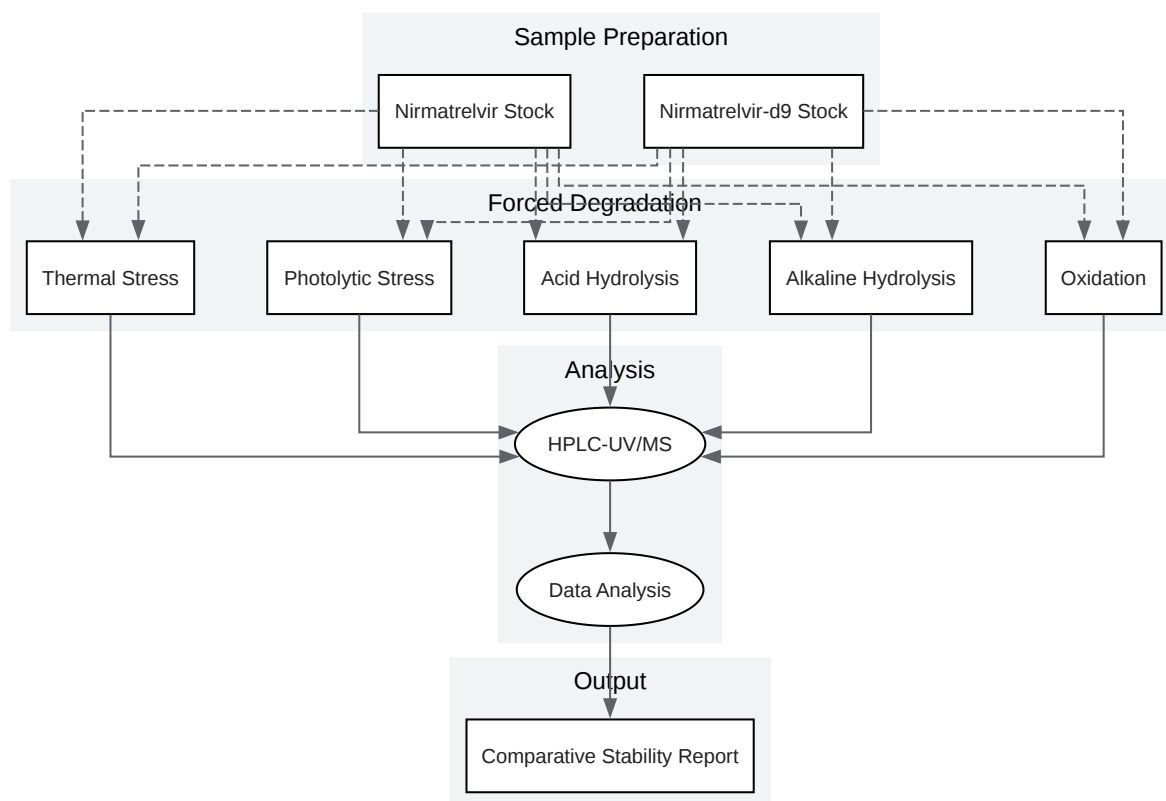 Sample Preparation
Nirmatrelvir Stock
Nirmatrelvir-d9 Stock
Forced Degradation
Thermal Stress
Photolytic Stress
Acid Hydrolysis
Alkaline Hydrolysis
Oxidation
Analysis
HPLC-UV/MS
Data Analysis
Output
Comparative Stability Report